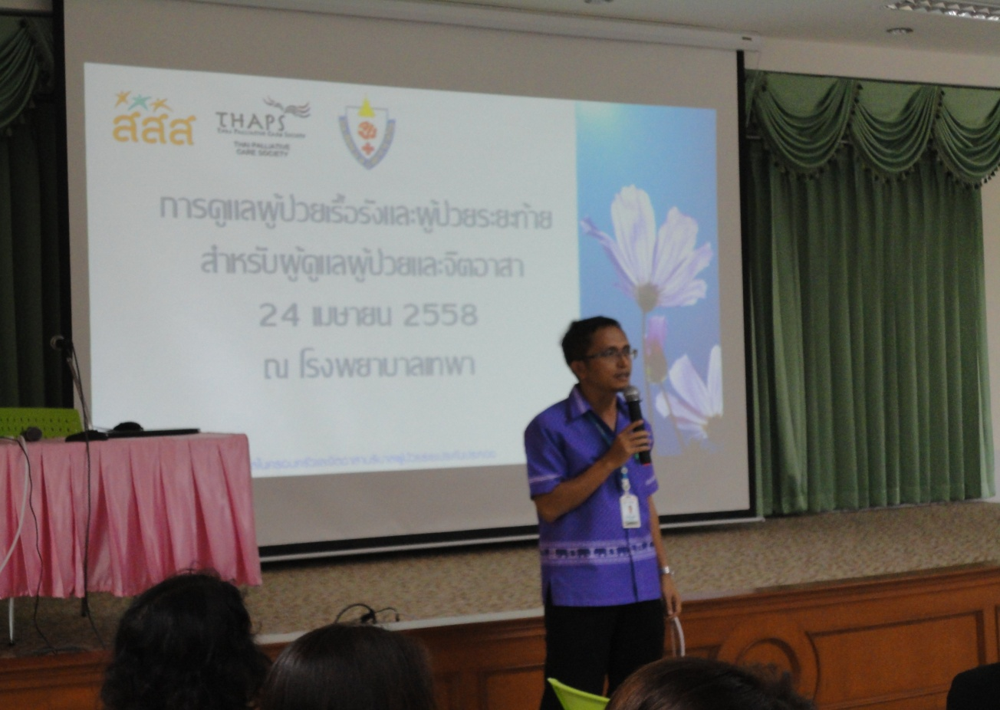 สสส
THAPS
THAI PALLIATIVE CARE SOCIETY
THAI PALLIATIVE
CARE SOCIETY
การดูแลผู้ป่วยเรื้อรังและผู้ป่วยระยะท้าย
สำหรับผู้ดูแลผู้ป่วยและจิตอาสา
24 เมษายน 2558
ณ โรงพยาบาลเทพา